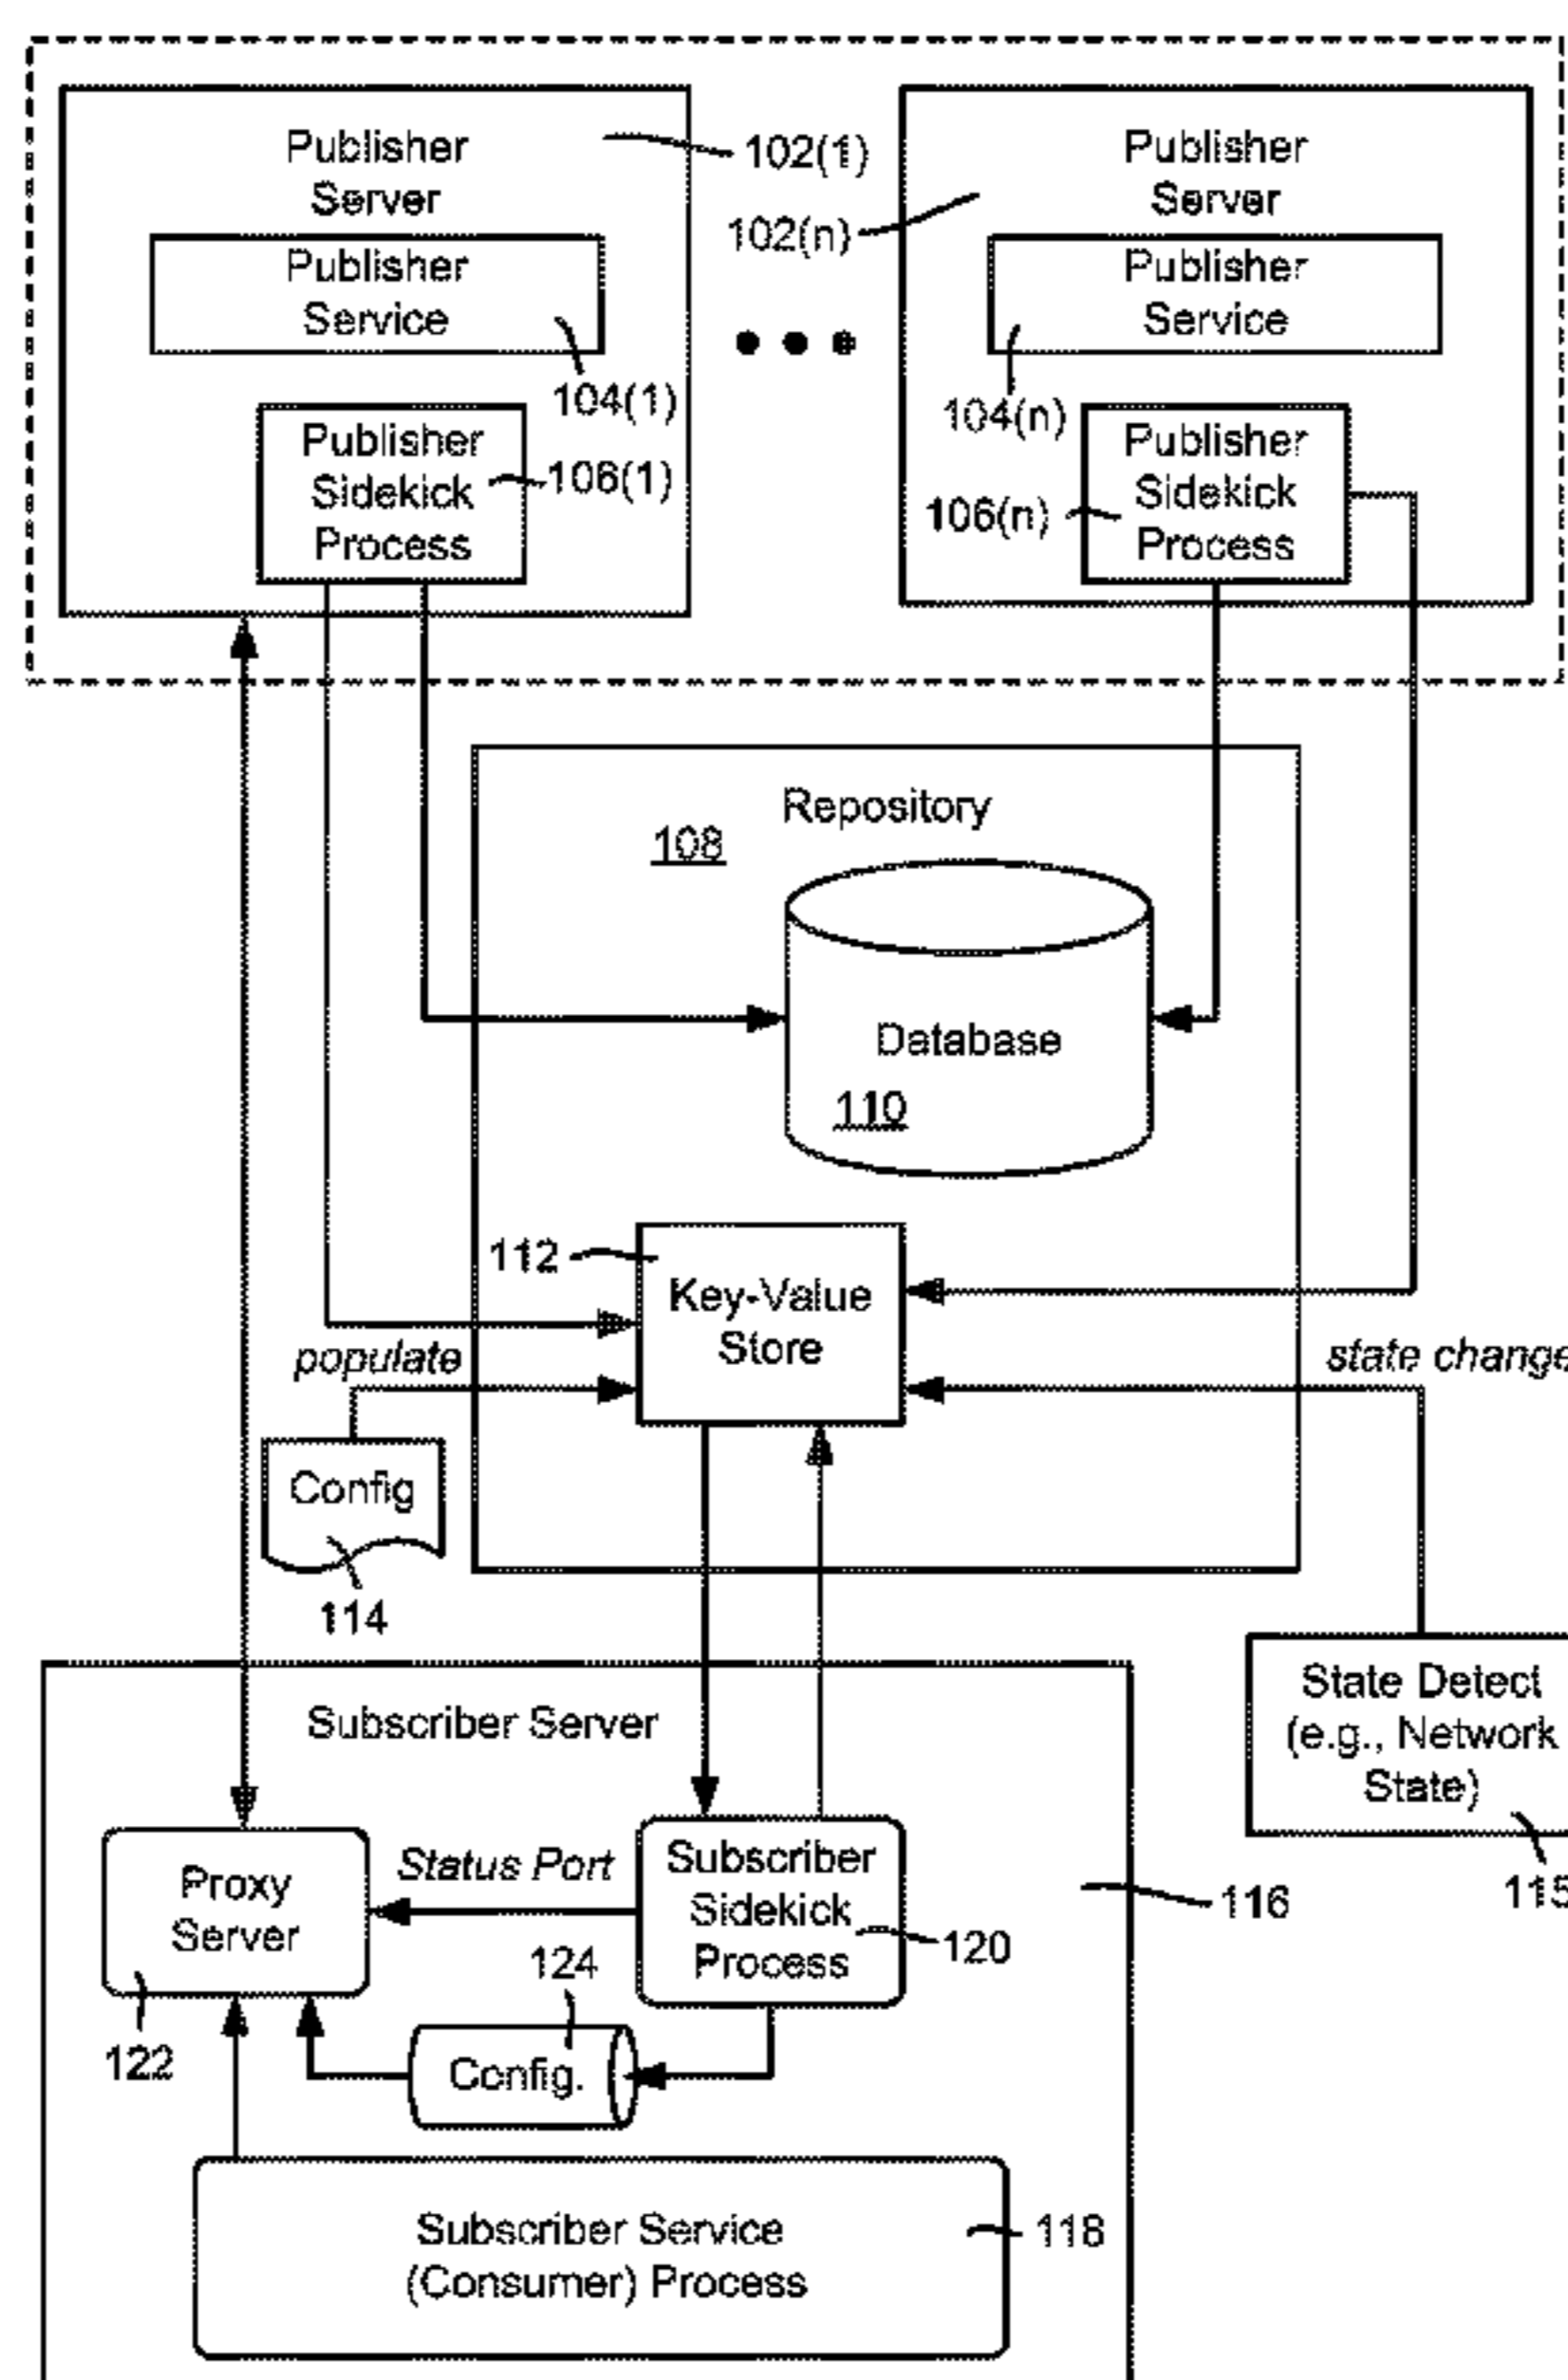 Publisher
Server
102(1)
Publisher
Service
104(1)
Publisher
Sidekick
Process
106(1)
Publisher
Server
102(n)
Publisher
Service
104(n)
Publisher
Sidekick
Process
106(n)
Repository
108
Database
110
112
Key-Value
Store
populate
state change
Config
114
State Detect
(e.g., Network
State)
115
Subscriber Server
116
Proxy
Server
122
Status Port
Subscriber
Sidekick
Process
120
124
Config.
Subscriber Service
(Consumer) Process
118